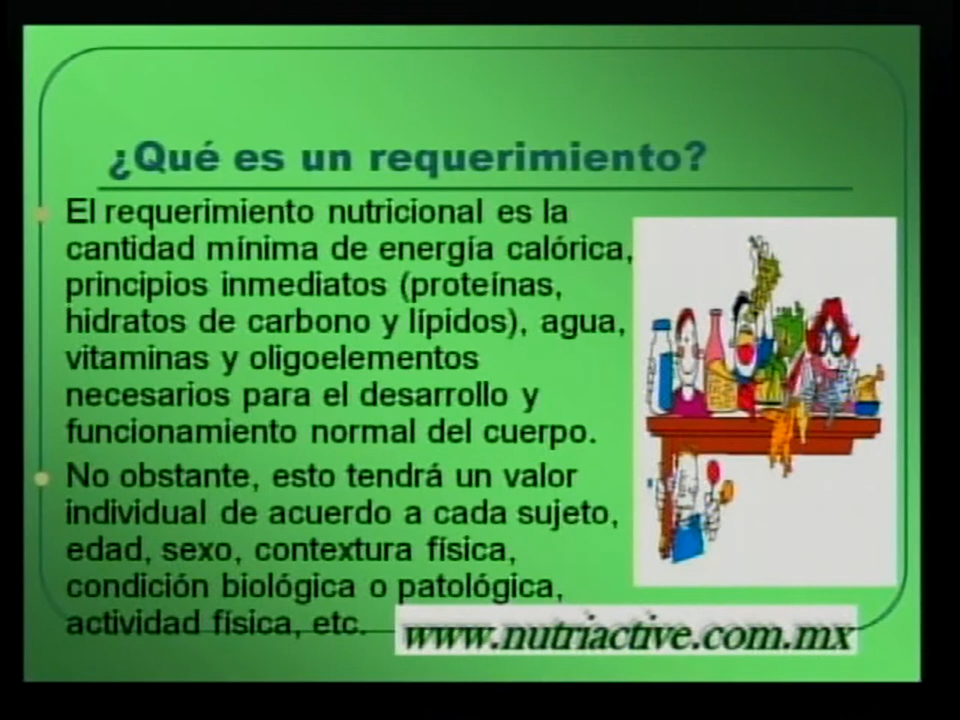 ¿Qué es un requerimiento?
El requerimiento nutricional es la
cantidad mínima de energía calórica,
principios inmediatos (proteínas,
hidratos de carbono y lípidos), agua,
vitaminas y oligoelementos
necesarios para el desarrollo y
funcionamiento normal del cuerpo.
No obstante, esto tendrá un valor
individual de acuerdo a cada sujeto,
edad, sexo, contextura física,
condición biológica o patológica,
actividad física, etc.
www.nutriactive.com.mx